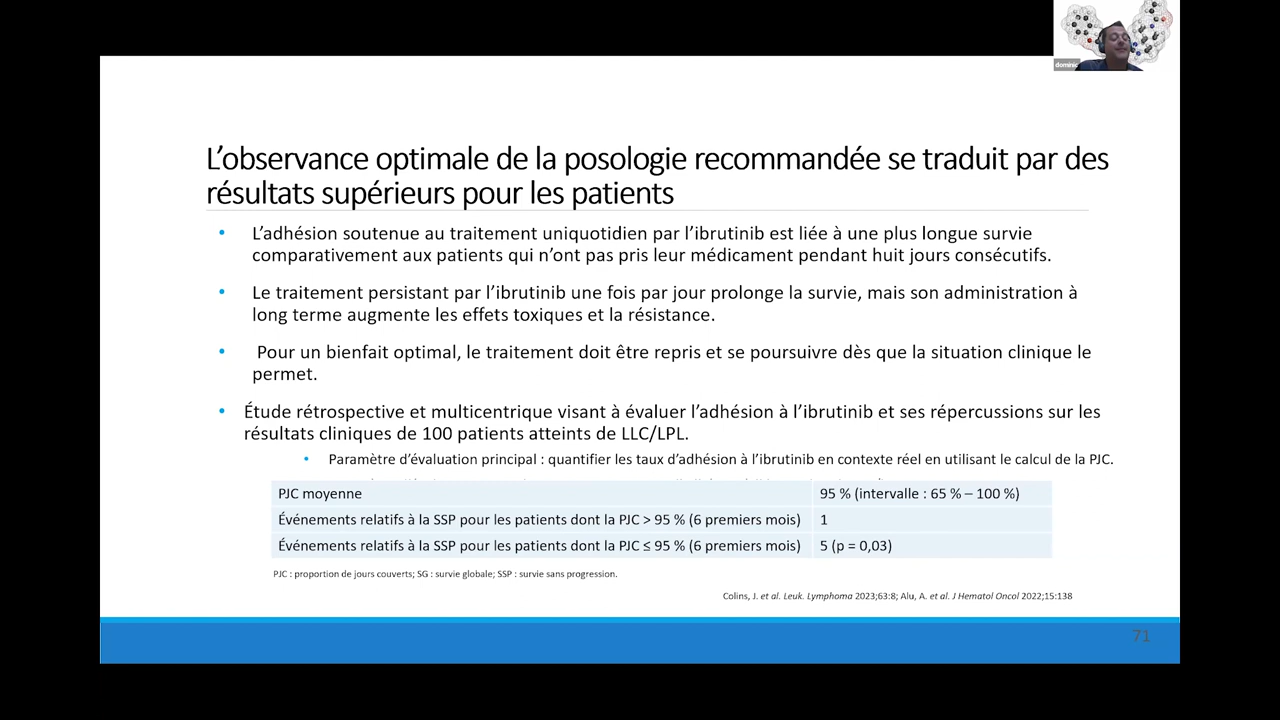 dominic
L’observance optimale de la posologie recommandée se traduit par des
résultats supérieurs pour les patients
• L’adhésion soutenue au traitement uniquotidien par l’ibrutinib est liée à une plus longue survie
comparativement aux patients qui n’ont pas pris leur médicament pendant huit jours consécutifs.
• Le traitement persistant par l’ibrutinib une fois par jour prolonge la survie, mais son administration à
long terme augmente les effets toxiques et la résistance.
• Pour un bienfait optimal, le traitement doit être repris et se poursuivre dès que la situation clinique le
permet.
• Étude rétrospective et multicentrique visant à évaluer l’adhésion à l’ibrutinib et ses répercussions sur les
résultats cliniques de 100 patients atteints de LLC/LPL.
• Paramètre d’évaluation principal : quantifier les taux d’adhésion à l’ibrutinib en contexte réel en utilisant le calcul de la PJC.
PJC moyenne 95 % (intervalle : 65 % – 100 %)
Événements relatifs à la SSP pour les patients dont la PJC > 95 % (6 premiers mois) 1
Événements relatifs à la SSP pour les patients dont la PJC ≤ 95 % (6 premiers mois) 5 (p = 0,03)
PJC : proportion de jours couverts; SG : survie globale; SSP : survie sans progression.
Colins, J. et al. Leuk. Lymphoma 2023;63:8; Alu, A. et al. J Hematol Oncol 2022;15:138
71